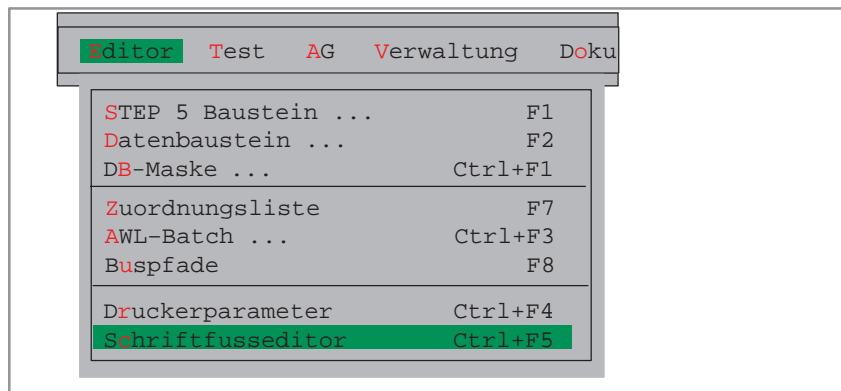 Editor Test AG Verwaltung Doku
STEP 5 Baustein ... F1
Datenbaustein ... F2
DB-Maske ... Ctrl+F1
Zuordnungsliste F7
AWL-Batch ... Ctrl+F3
Buspfade F8
Druckerparameter Ctrl+F4
Schriftfusseditor Ctrl+F5